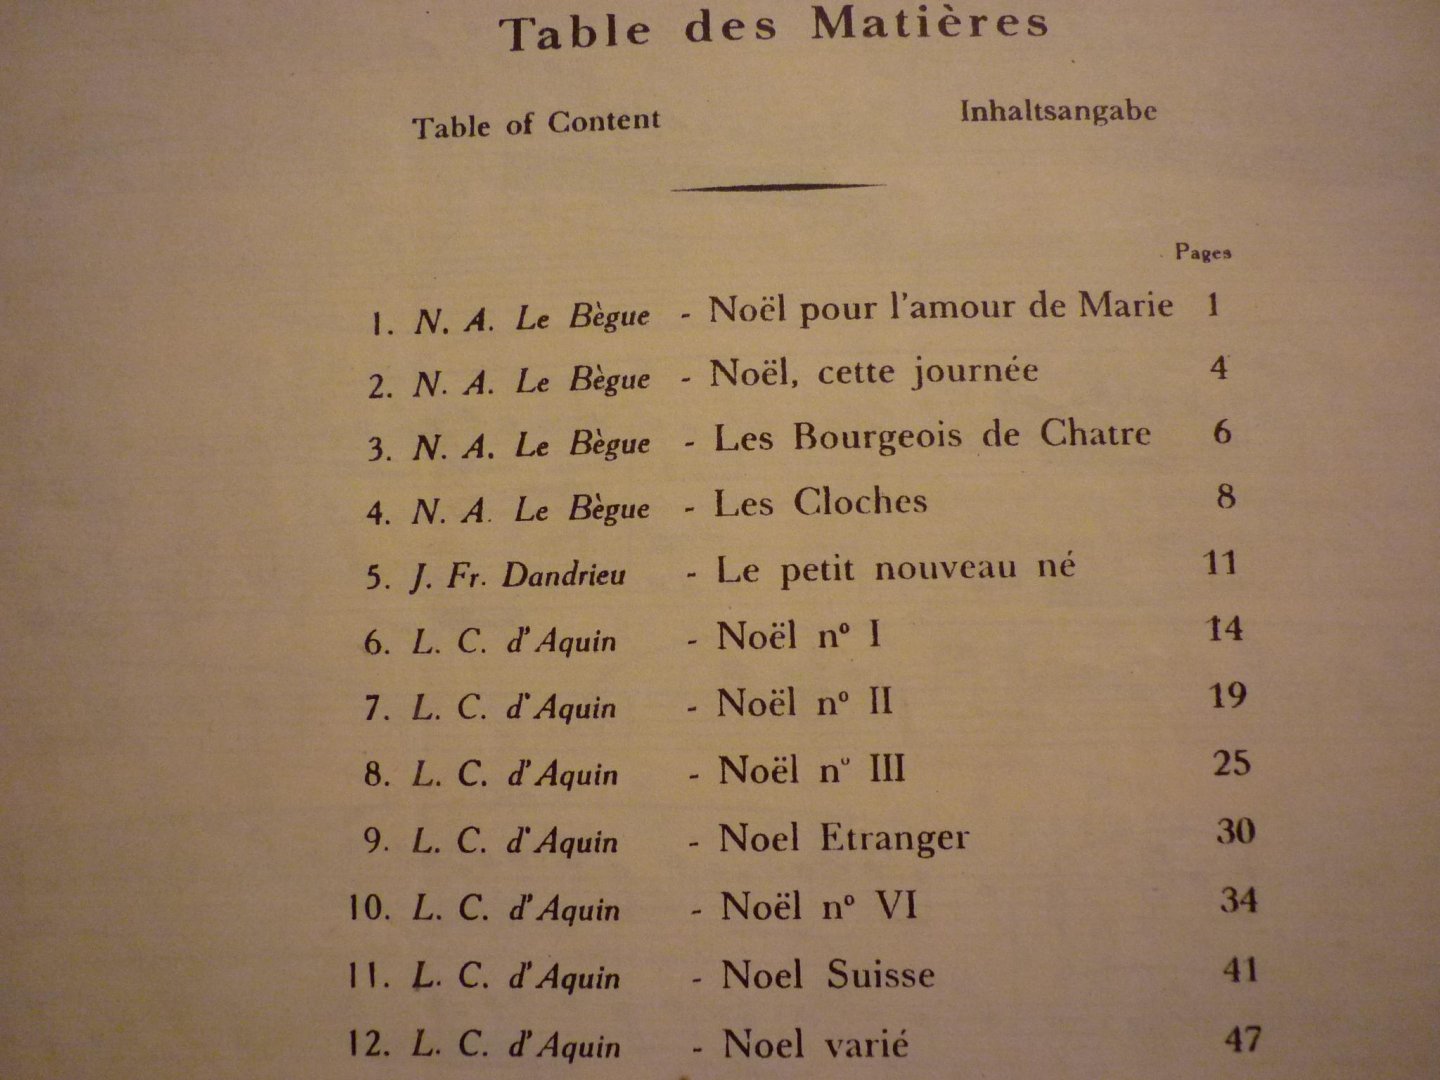 Table des Matières
Table of Content Inhaltsangabe
Pages
1. N. A. Le Bègue - Noël pour l'amour de Marie 1
2. N. A. Le Bègue - Noël, cette journée 4
3. N. A. Le Bègue - Les Bourgeois de Chatre 6
4. N. A. Le Bègue - Les Cloches 8
5. J. Fr. Dandrieu - Le petit nouveau né 11
6. L. C. d'Aquin - Noël nº I 14
7. L. C. d'Aquin - Noël nº II 19
8. L. C. d'Aquin - Noël nº III 25
9. L. C. d'Aquin - Noel Etranger 30
10. L. C. d'Aquin - Noël nº VI 34
11. L. C. d'Aquin - Noel Suisse 41
12. L. C. d'Aquin - Noel varié 47